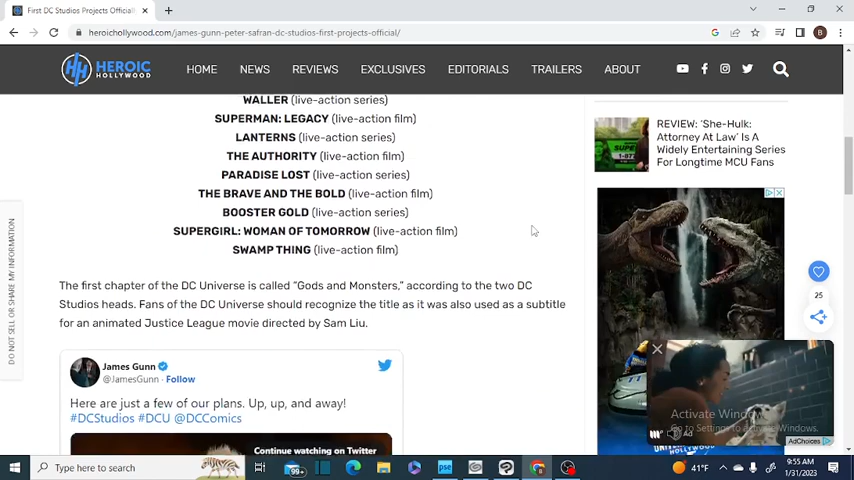 First DC Studios Projects Officiall
heroichollywood.com/james-gunn-peter-safran-dc-studios-first-projects-official/
HEROIC
HOLLYWOOD
HOME NEWS REVIEWS EXCLUSIVES EDITORIALS TRAILERS ABOUT
WALLER (live-action series)
SUPERMAN: LEGACY (live-action film)
LANTERNS (live-action series)
THE AUTHORITY (live-action film)
PARADISE LOST (live-action series)
THE BRAVE AND THE BOLD (live-action film)
BOOSTER GOLD (live-action series)
SUPERGIRL: WOMAN OF TOMORROW (live-action film)
SWAMP THING (live-action film)
The first chapter of the DC Universe is called “Gods and Monsters,” according to the two DC
Studios heads. Fans of the DC Universe should recognize the title as it was also used as a subtitle
for an animated Justice League movie directed by Sam Liu.
James Gunn
@JamesGunn · Follow
Here are just a few of our plans. Up, up, and away!
#DCStudios #DCU @DCComics
Continue watching on Twitter
REVIEW: ‘She-Hulk:
Attorney At Law’ Is A
Widely Entertaining Series
For Longtime MCU Fans
DO NOT SELL OR SHARE MY INFORMATION
25
Activate Windows
Go to Settings to activate Windows.
Ad
AdChoices
Type here to search
99+
pse
41°F
9:55 AM
1/31/2023
B